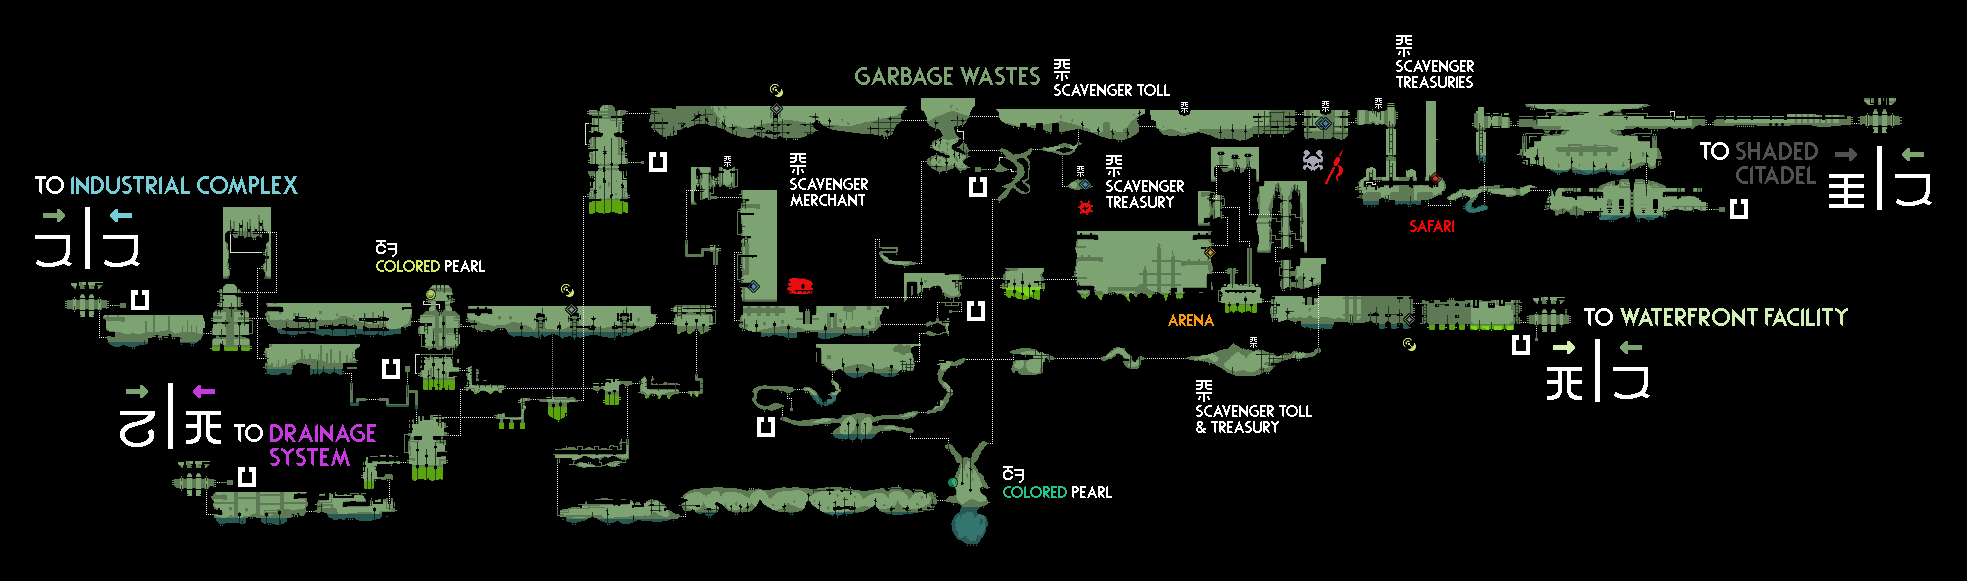 GARBAGE WASTES
SCAVENGER TOLL
SCAVENGER
TREASURIES
SCAVENGER
MERCHANT
SCAVENGER
TREASURY
TO SHADED
CITADEL
TO INDUSTRIAL COMPLEX
COLORED PEARL
SAFARI
ARENA
TO WATERFRONT FACILITY
SCAVENGER TOLL
& TREASURY
TO DRAINAGE
SYSTEM
COLORED PEARL